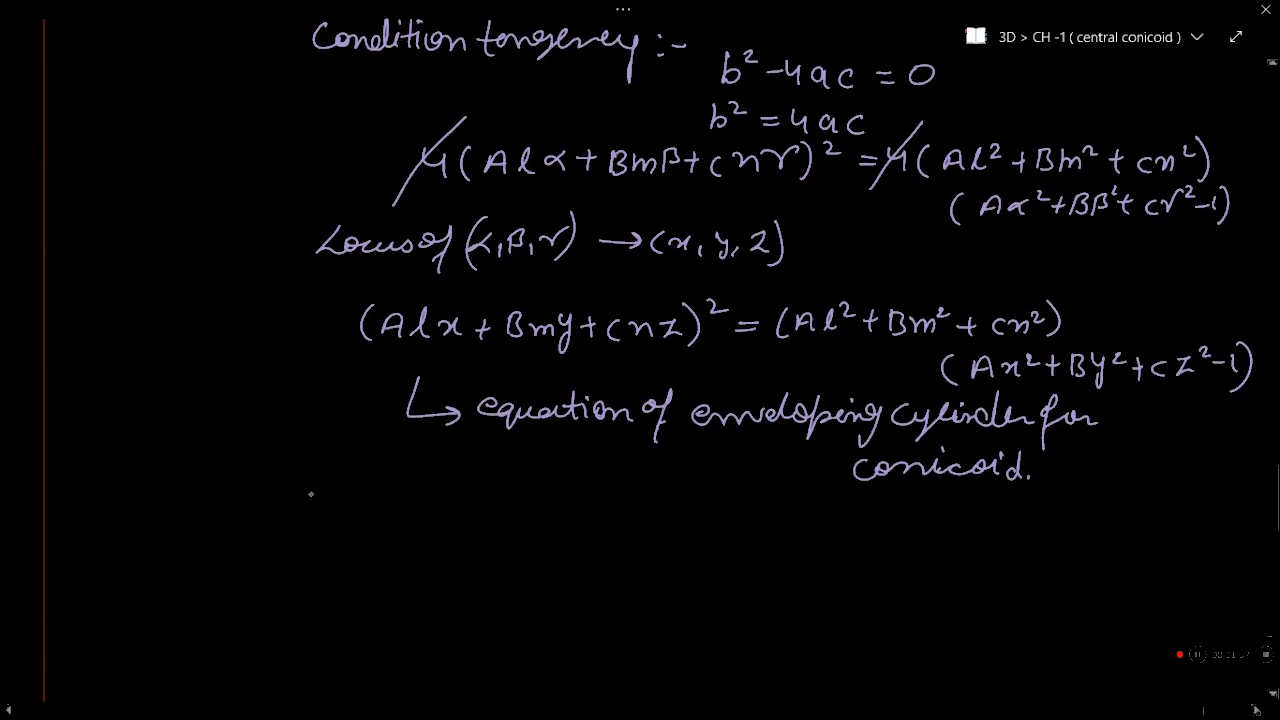 3D > CH -1 ( central conicoid )
Condition tangency :-
b² - 4ac = 0
b² = 4ac
4(Alα + Bmβ + Cnγ)² = 4(Al² + Bm² + Cn²)
(Aα² + Bβ² + Cγ² - 1)
Locus of (α, β, γ) → (x, y, z)
(Alx + Bmy + Cnz)² = (Al² + Bm² + Cn²)
(Ax² + By² + Cz² - 1)
↳ equation of enveloping cylinder for
conicoid.